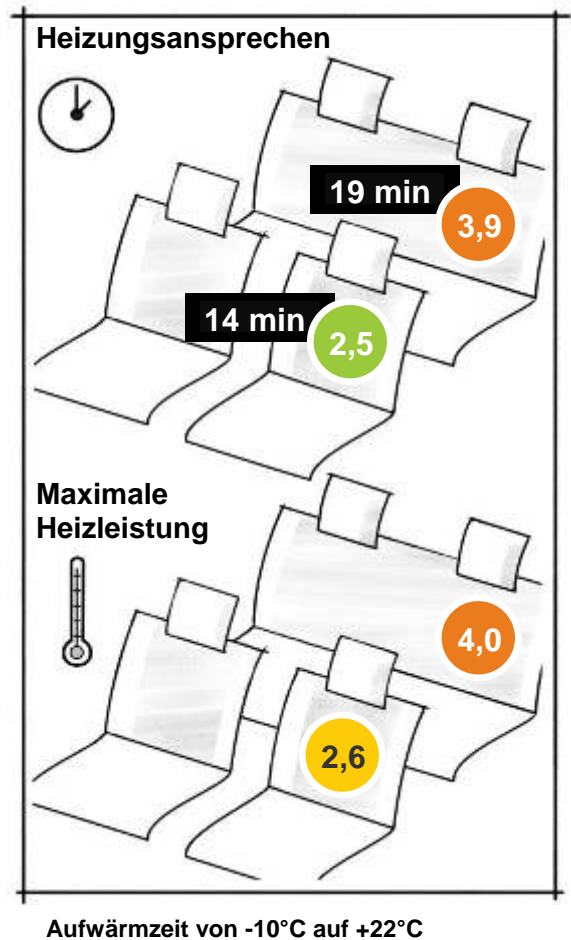 Heizungsansprechen
19 min
3,9
14 min
2,5
Maximale
Heizleistung
4,0
2,6
Aufwärmzeit von -10°C auf +22°C